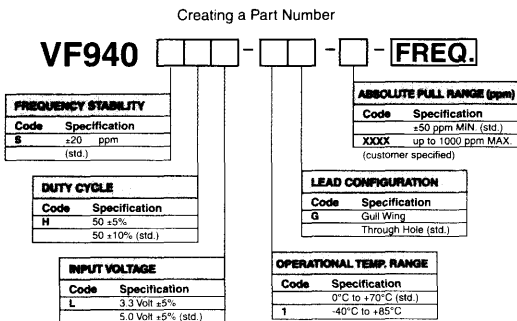 Creating a Part Number
VF940 - - - FREQ.
FREQUENCY STABILITY
Code Specification
S ±20 ppm
(std.)
DUTY CYCLE
Code Specification
H 50 ±5%
50 ±10% (std.)
INPUT VOLTAGE
Code Specification
L 3.3 Volt ±5%
5.0 Volt ±5% (std.)
ABSOLUTE PULL RANGE (ppm)
Code Specification
±50 ppm MIN. (std.)
XXXX up to 1000 ppm MAX.
(customer specified)
LEAD CONFIGURATION
Code Specification
G Gull Wing
Through Hole (std.)
OPERATIONAL TEMP. RANGE
Code Specification
0°C to +70°C (std.)
1 -40°C to +85°C